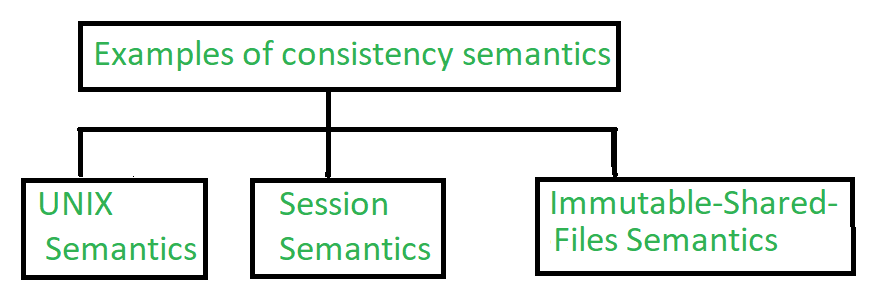 Examples of consistency semantics
UNIX
Semantics
Session
Semantics
Immutable-Shared-
Files Semantics